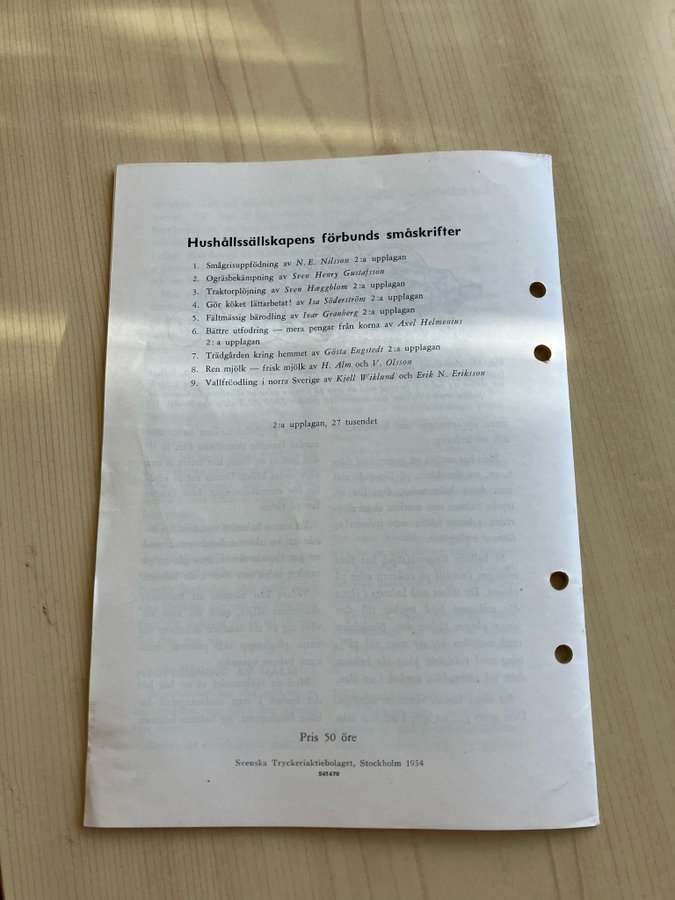 Hushållssällskapens förbunds småskrifter
1. Smågrisuppfödning av N. E. Nilsson 2:a upplagan
2. Ogräsbekämpning av Sven Henry Gustafsson
3. Traktorplöjning av Sven Hæggblom 2:a upplagan
4. Gör köket lättarbetat! av Isa Söderström 2:a upplagan
5. Fältmässig bärodling av Ivar Granberg 2:a upplagan
6. Bättre utfodring — mera pengar från korna av Axel Helmenius
2:a upplagan
7. Trädgården kring hemmet av Gösta Engstedt 2:a upplagan
8. Ren mjölk — frisk mjölk av H. Alm och V. Olsson
9. Vallfröodling i norra Sverige av Kjell Wiklund och Erik N. Eriksson
2:a upplagan, 27 tusendet
Pris 50 öre
Svenska Tryckeriaktiebolaget, Stockholm 1954
541470